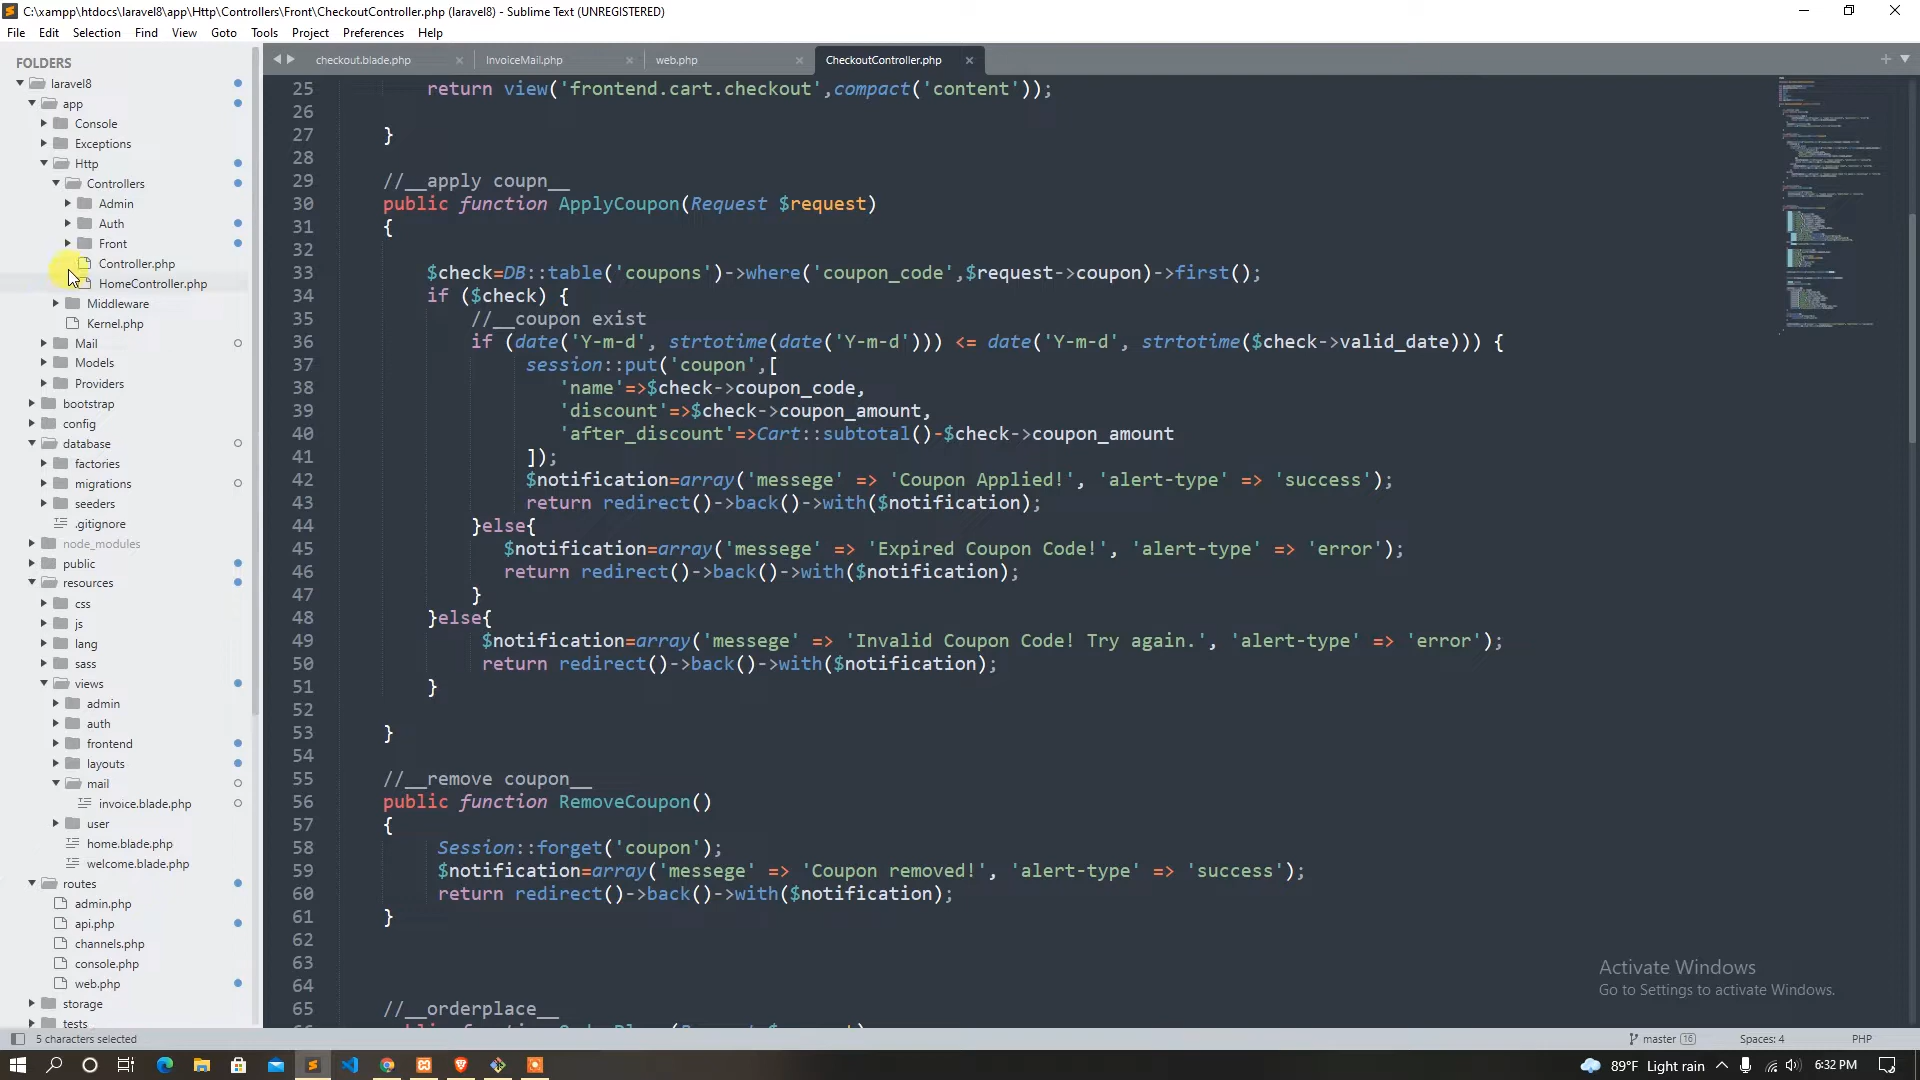 C:\xampp\htdocs\laravel8\app\Http\Controllers\Front\CheckoutController.php (laravel8) - Sublime Text (UNREGISTERED)
File Edit Selection Find View Goto Tools Project Preferences Help
FOLDERS
laravel8
app
Console
Exceptions
Http
Controllers
Admin
Auth
Front
Controller.php
HomeController.php
Middleware
Kernel.php
Mail
Models
Providers
bootstrap
config
database
factories
migrations
seeders
.gitignore
node_modules
public
resources
css
js
lang
sass
views
admin
auth
frontend
layouts
mail
invoice.blade.php
user
home.blade.php
welcome.blade.php
routes
admin.php
api.php
channels.php
console.php
web.php
storage
tests
checkout.blade.php InvoiceMail.php web.php CheckoutController.php
25 return view('frontend.cart.checkout',compact('content'));
26
27 }
28
29 //__apply coupn__
30 public function ApplyCoupon(Request $request)
31 {
32
33 $check=DB::table('coupons')->where('coupon_code',$request->coupon)->first();
34 if ($check) {
35 //__coupon exist
36 if (date('Y-m-d', strtotime(date('Y-m-d'))) <= date('Y-m-d', strtotime($check->valid_date))) {
37 session::put('coupon',[
38 'name'=>$check->coupon_code,
39 'discount'=>$check->coupon_amount,
40 'after_discount'=>Cart::subtotal()-$check->coupon_amount
41 ]);
42 $notification=array('messege' => 'Coupon Applied!', 'alert-type' => 'success');
43 return redirect()->back()->with($notification);
44 }else{
45 $notification=array('messege' => 'Expired Coupon Code!', 'alert-type' => 'error');
46 return redirect()->back()->with($notification);
47 }
48 }else{
49 $notification=array('messege' => 'Invalid Coupon Code! Try again.', 'alert-type' => 'error');
50 return redirect()->back()->with($notification);
51 }
52
53 }
54
55 //__remove coupon__
56 public function RemoveCoupon()
57 {
58 Session::forget('coupon');
59 $notification=array('messege' => 'Coupon removed!', 'alert-type' => 'success');
60 return redirect()->back()->with($notification);
61 }
62
63
64
65 //__orderplace__
Activate Windows
Go to Settings to activate Windows.
5 characters selected master 16 Spaces: 4 PHP
89°F Light rain 6:32 PM